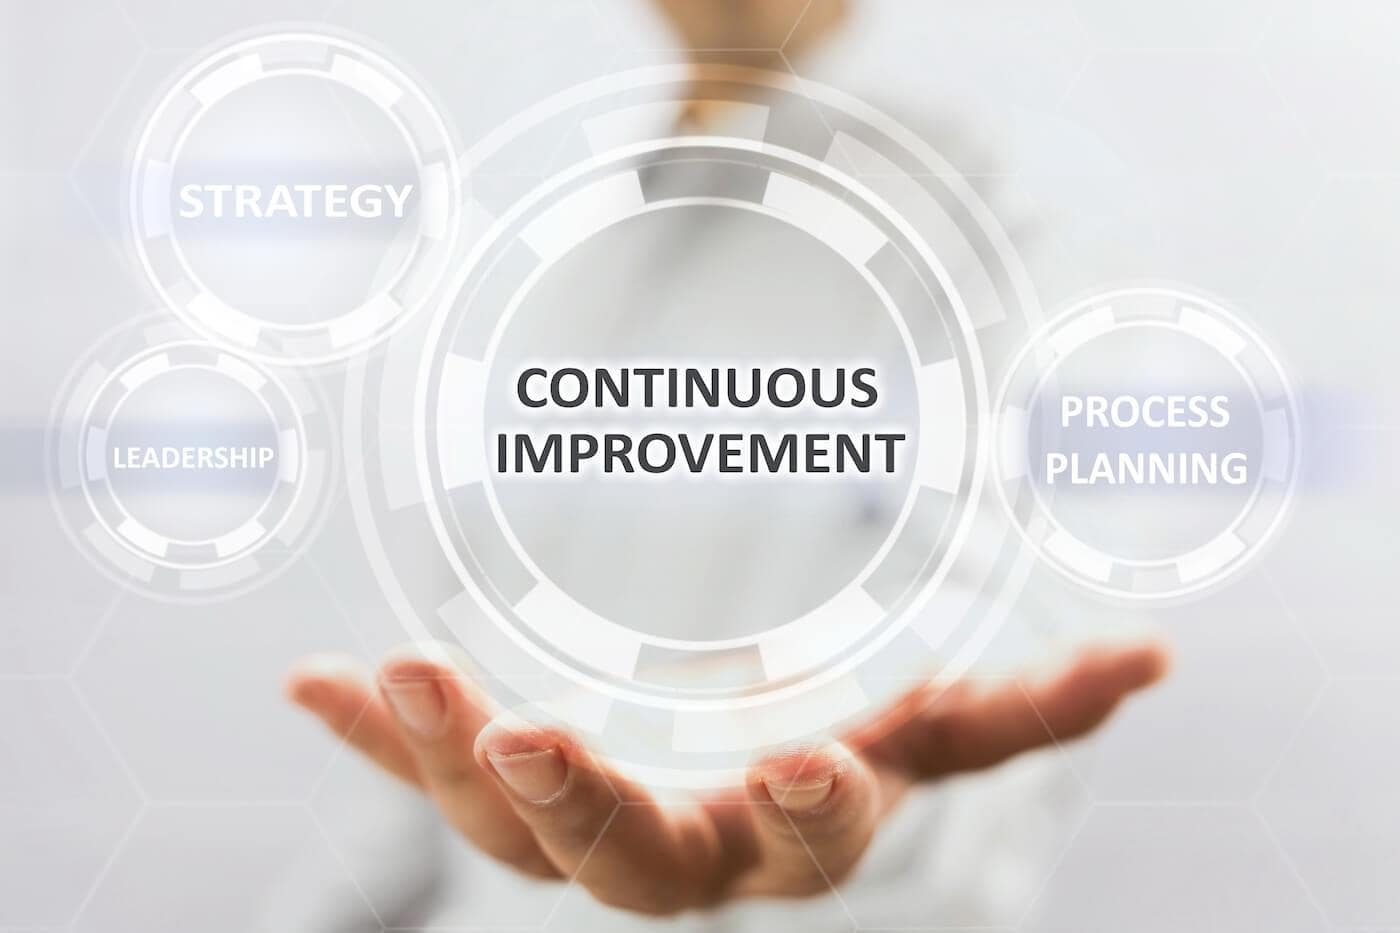 STRATEGY
LEADERSHIP
CONTINUOUS
IMPROVEMENT
PROCESS
PLANNING